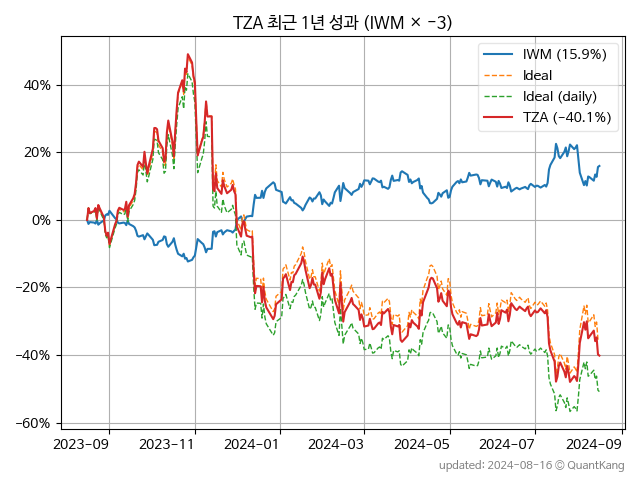 TZA 최근 1년 성과 (IWM × −3)
IWM (15.9%)
Ideal
Ideal (daily)
TZA (−40.1%)
40%
20%
0%
−20%
−40%
−60%
2023−09
2023−11
2024−01
2024−03
2024−05
2024−07
2024−09
updated: 2024−08−16 © QuantKang